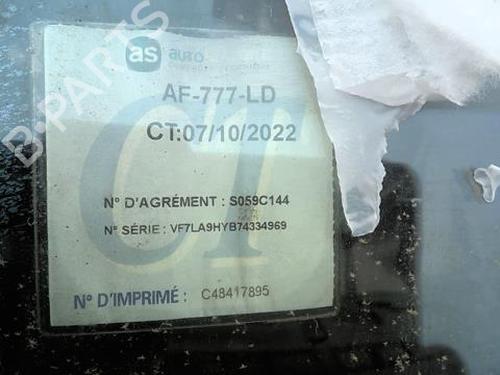 as auto
AF-777-LD
CT:07/10/2022
CT
N° D'AGRÉMENT : S059C144
N° SÉRIE : VF7LA9HYB74334969
N° D'IMPRIMÉ : C48417895
B-PARTS